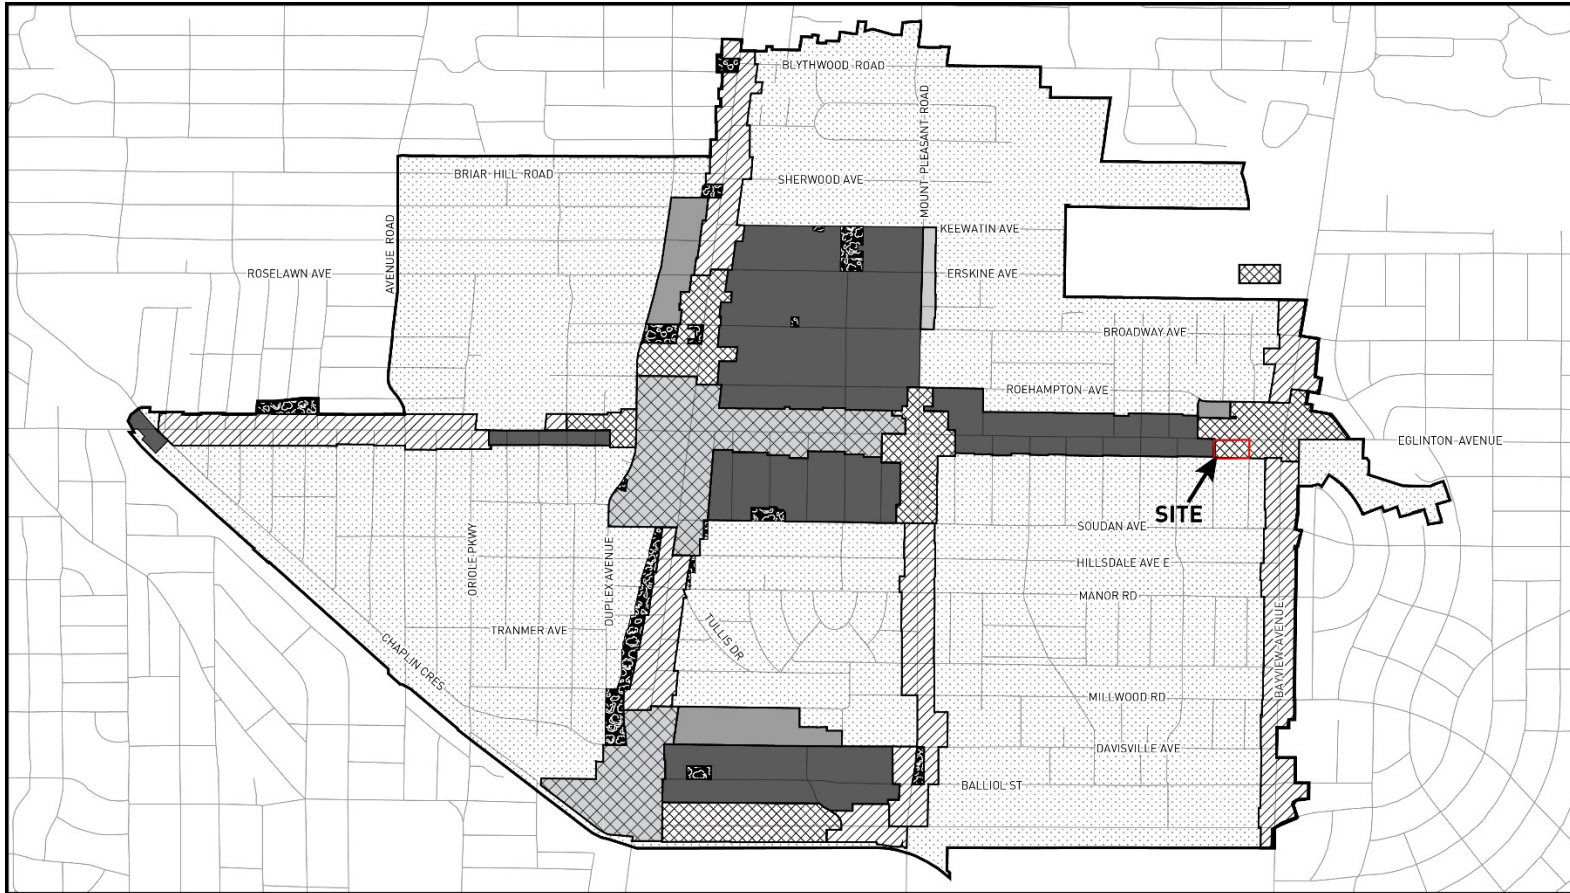 BLYTHWOOD ROAD
MOUNT PLEASANT ROAD
BRIAR HILL ROAD
SHERWOOD AVE
AVENUE ROAD
KEEWATIN AVE
ROSELAWN AVE
ERSKINE AVE
BROADWAY AVE
ROEHAMPTON AVE
EGLINTON AVENUE
SITE
SOUDAN AVE
ORIOLE PKWY
DUPLEX AVENUE
HILLSDALE AVE E
MANOR RD
TRANMER AVE
TULLIS DR
BAYVIEW AVENUE
CHAPLIN CRES
MILLWOOD RD
DAVISVILLE AVE
BALLIOL ST